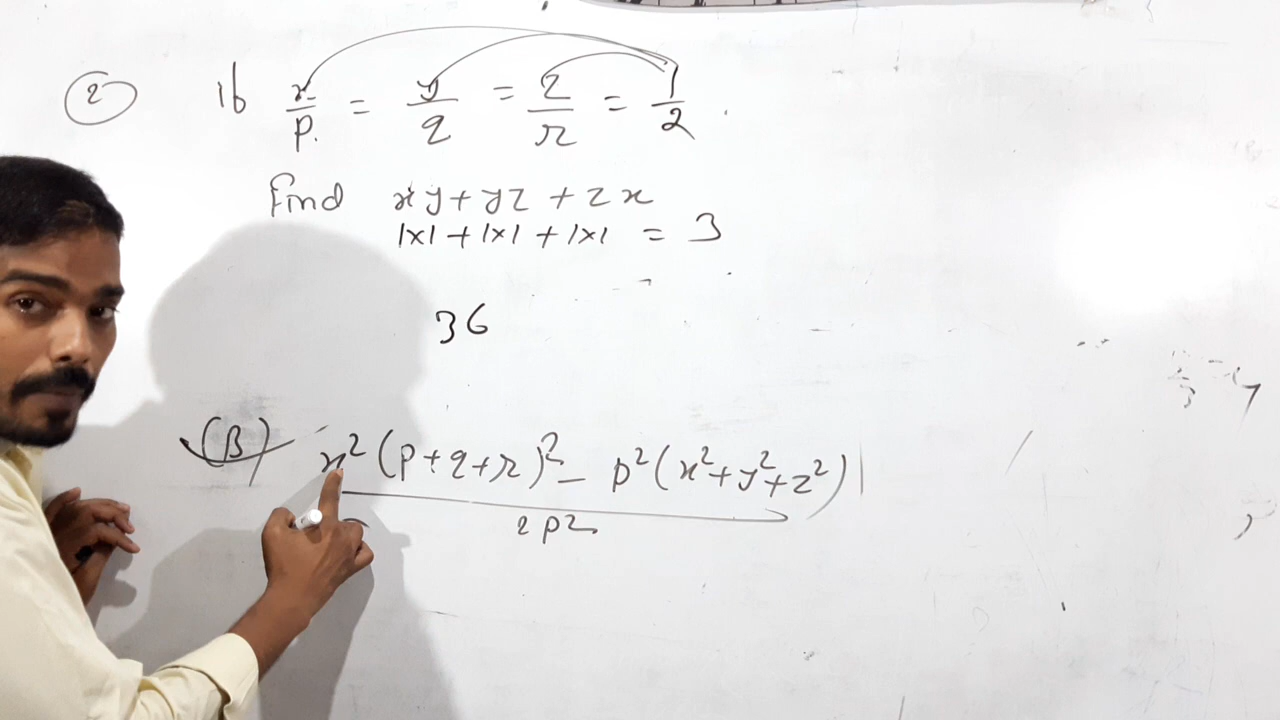 (2) If x/p = y/q = z/r = 1/2 .
Find xy + yz + zx
1×1 + 1×1 + 1×1 = 3
36
(B) x²(p+q+r)² - p²(x²+y²+z²)
2p2